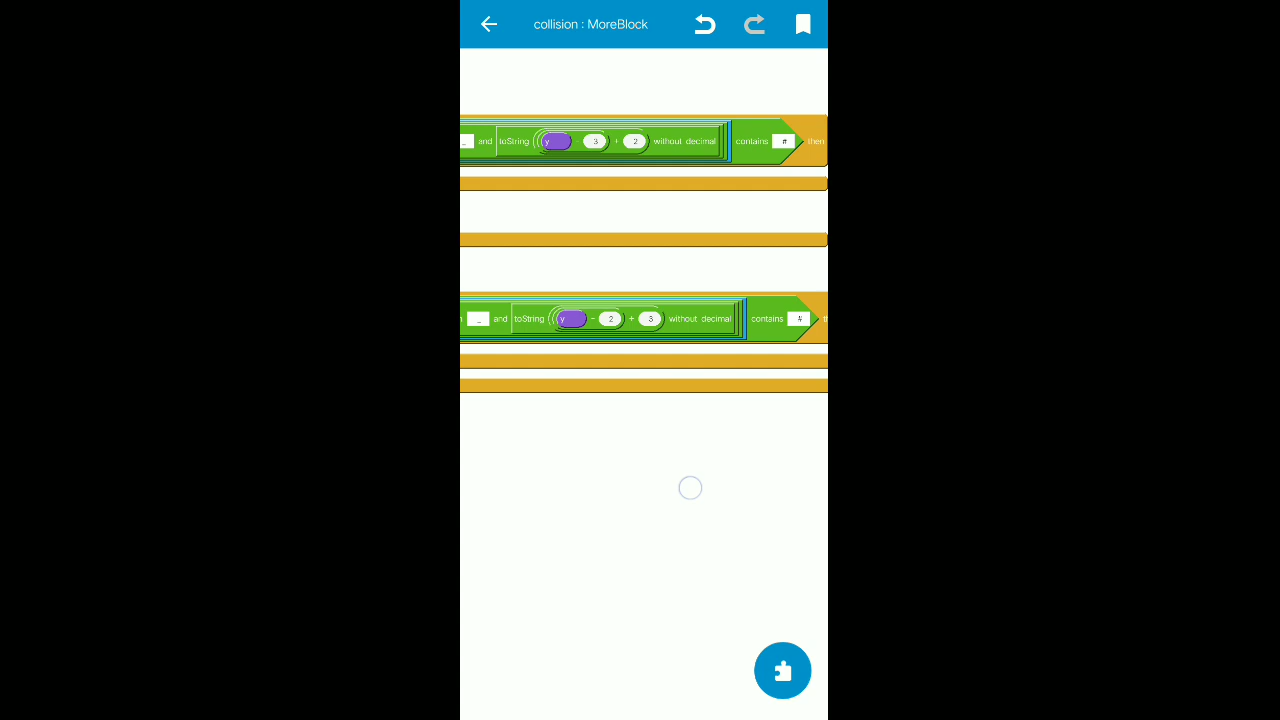 collision : MoreBlock
_ and toString y - 3 + 2 without decimal contains # then
_ and toString y - 2 + 3 without decimal contains #